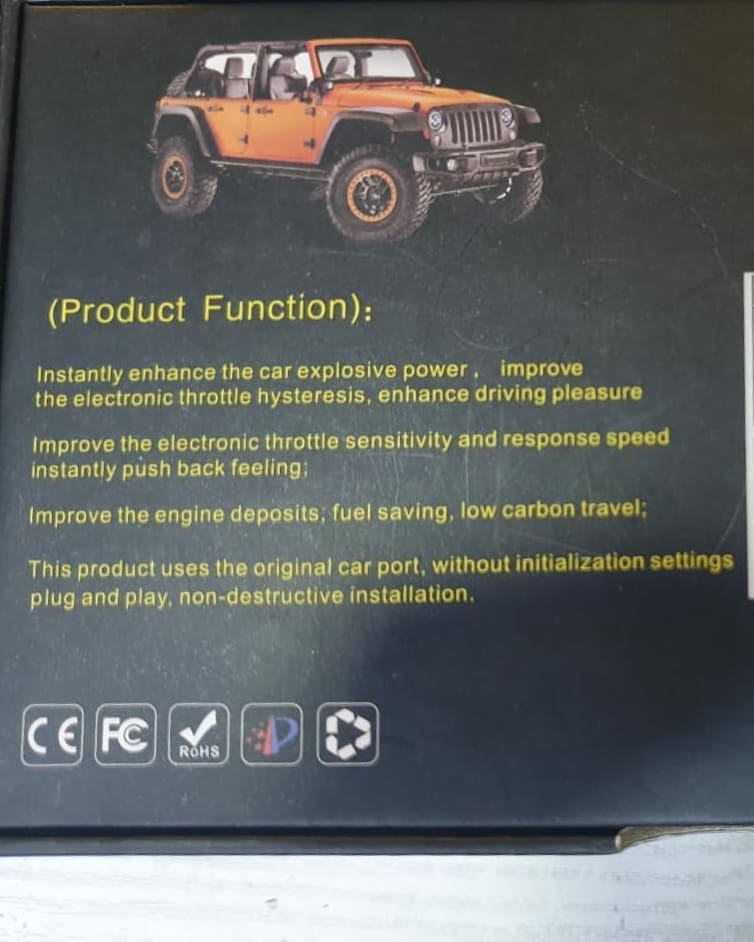 (Product Function):
Instantly enhance the car explosive power , improve
the electronic throttle hysteresis, enhance driving pleasure
Improve the electronic throttle sensitivity and response speed
instantly push back feeling;
Improve the engine deposits, fuel saving, low carbon travel;
This product uses the original car port, without initialization settings
plug and play, non-destructive installation.
CE FC RoHS